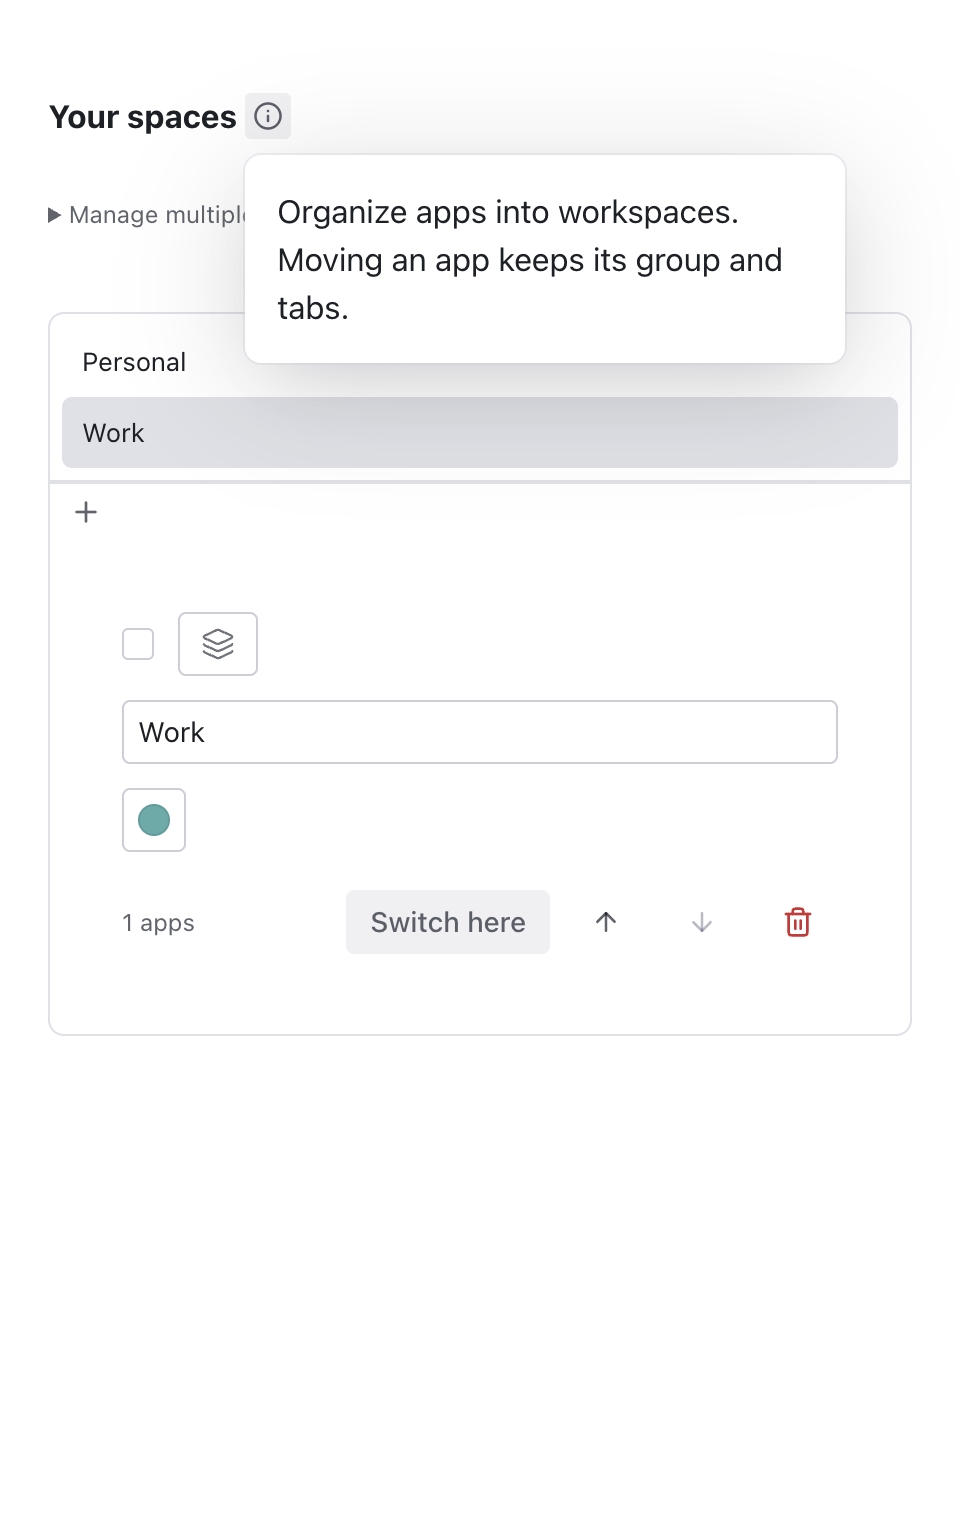 Your spaces
Manage multiple
Organize apps into workspaces.
Moving an app keeps its group and
tabs.
Personal
Work
Work
1 apps
Switch here